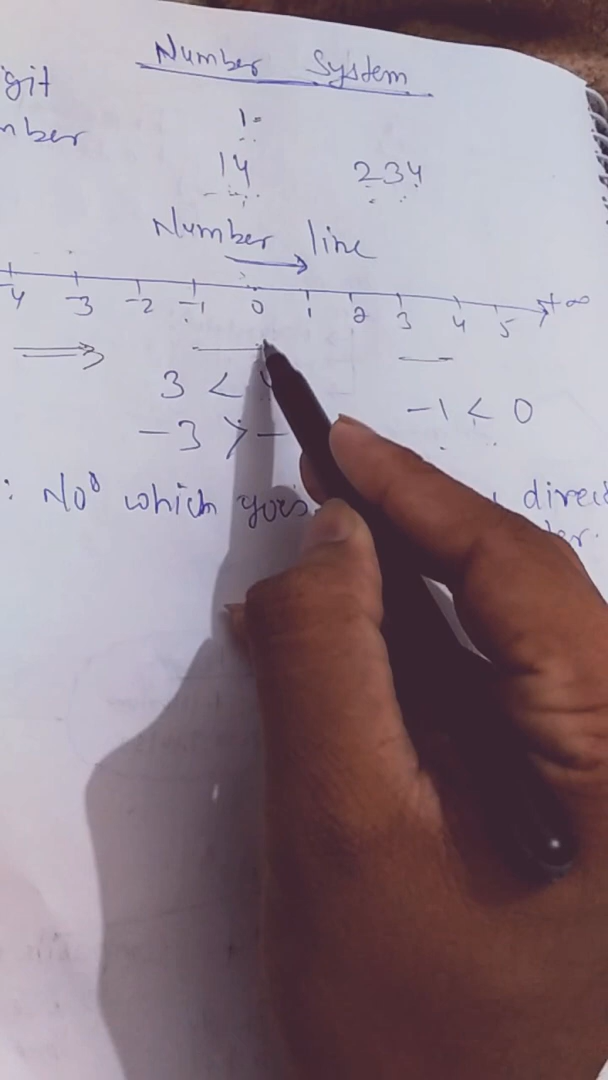 Number System
git
nber
1=
14 234
Number line
-4 -3 -2 -1 0 1 2 3 4 5 +∞
3 <
-1 < 0
-3 > -
: No which goes direc